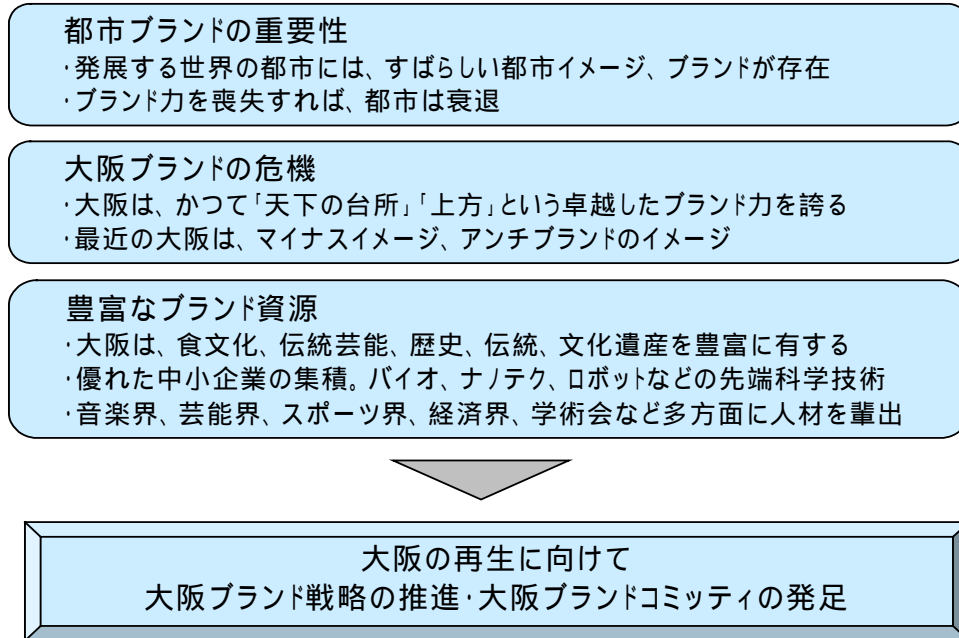 都市ブランドの重要性
・発展する世界の都市には、すばらしい都市イメージ、ブランドが存在
・ブランド力を喪失すれば、都市は衰退
大阪ブランドの危機
・大阪は、かつて「天下の台所」「上方」という卓越したブランド力を誇る
・最近の大阪は、マイナスイメージ、アンチブランドのイメージ
豊富なブランド資源
・大阪は、食文化、伝統芸能、歴史、伝統、文化遺産を豊富に有する
・優れた中小企業の集積。バイオ、ナノテク、ロボットなどの先端科学技術
・音楽界、芸能界、スポーツ界、経済界、学術会など多方面に人材を輩出
大阪の再生に向けて
大阪ブランド戦略の推進・大阪ブランドコミッティの発足